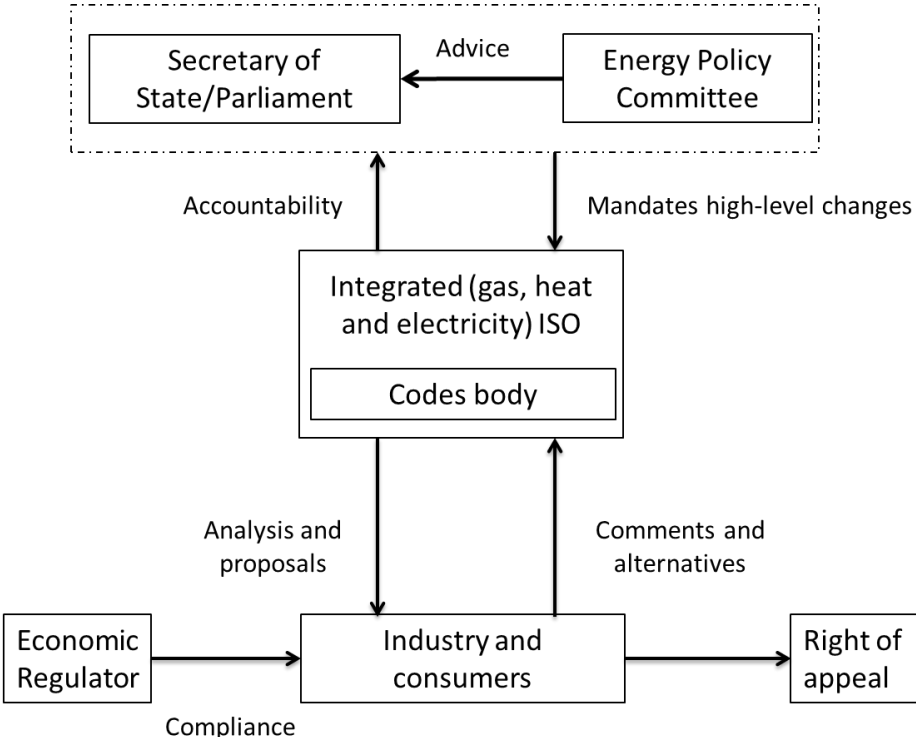 Secretary of
State/Parliament
Advice
Energy Policy
Committee
Accountability
Mandates high-level changes
Integrated (gas, heat
and electricity) ISO
Codes body
Analysis and
proposals
Comments and
alternatives
Economic
Regulator
Compliance
Industry and
consumers
Right of
appeal